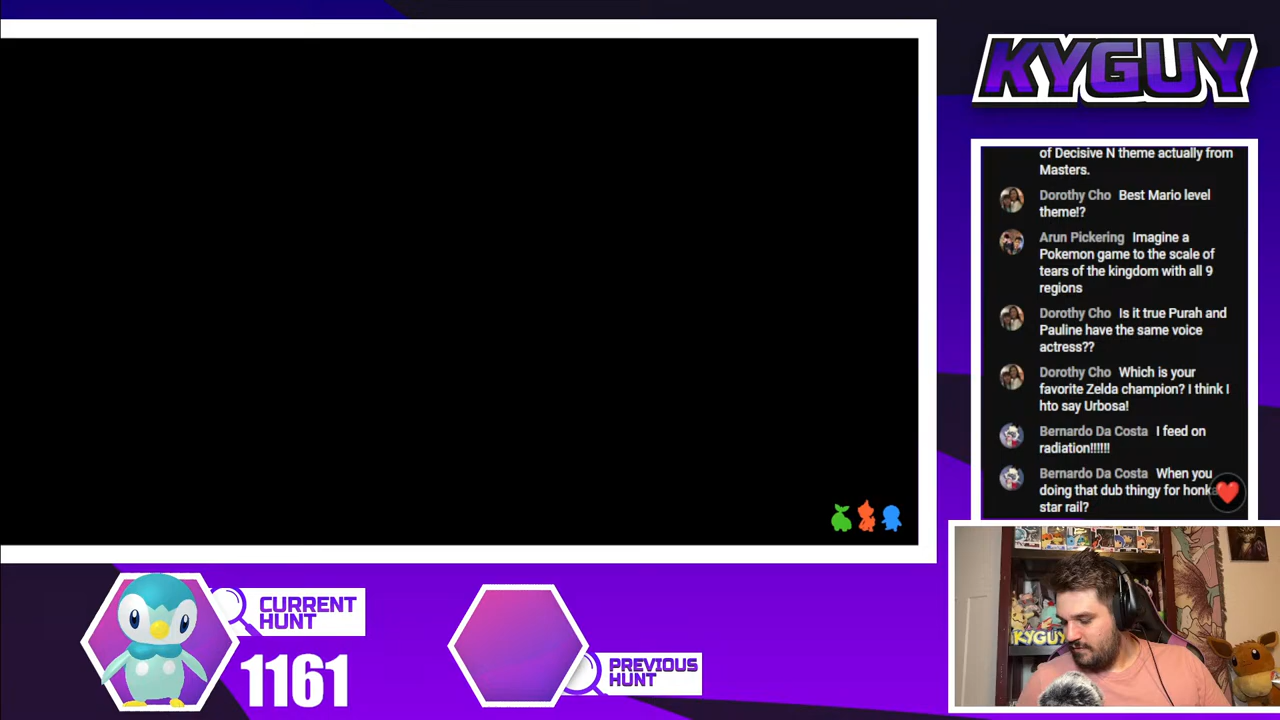 KYGUY
of Decisive N theme actually from
Masters.
Dorothy Cho Best Mario level
theme!?
Arun Pickering Imagine a
Pokemon game to the scale of
tears of the kingdom with all 9
regions
Dorothy Cho Is it true Purah and
Pauline have the same voice
actress??
Dorothy Cho Which is your
favorite Zelda champion? I think I
hto say Urbosa!
Bernardo Da Costa I feed on
radiation!!!!!!
Bernardo Da Costa When you
doing that dub thingy for honk
star rail?
CURRENT
HUNT
1161
PREVIOUS
HUNT
KYGUY